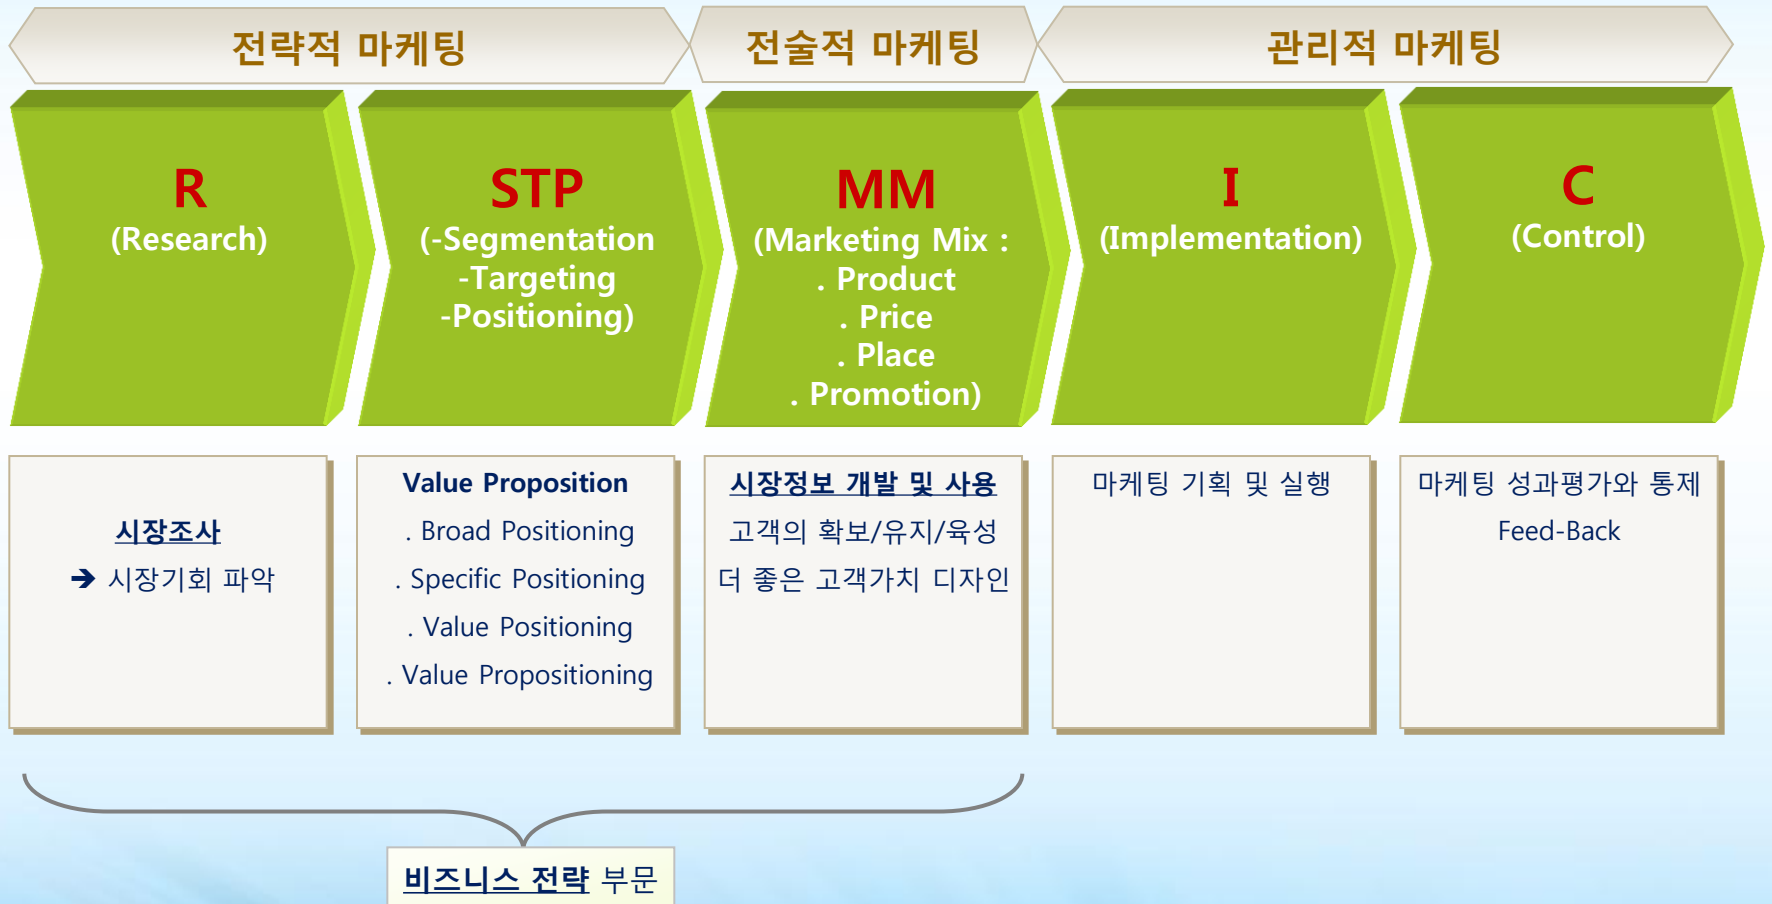 전략적 마케팅
전술적 마케팅
관리적 마케팅
R
(Research)
STP
(-Segmentation
-Targeting
-Positioning)
MM
(Marketing Mix :
. Product
. Price
. Place
. Promotion)
I
(Implementation)
C
(Control)
시장조사
➔ 시장기회 파악
Value Proposition
. Broad Positioning
. Specific Positioning
. Value Positioning
. Value Propositioning
시장정보 개발 및 사용
고객의 확보/유지/육성
더 좋은 고객가치 디자인
마케팅 기획 및 실행
마케팅 성과평가와 통제
Feed-Back
비즈니스 전략 부문